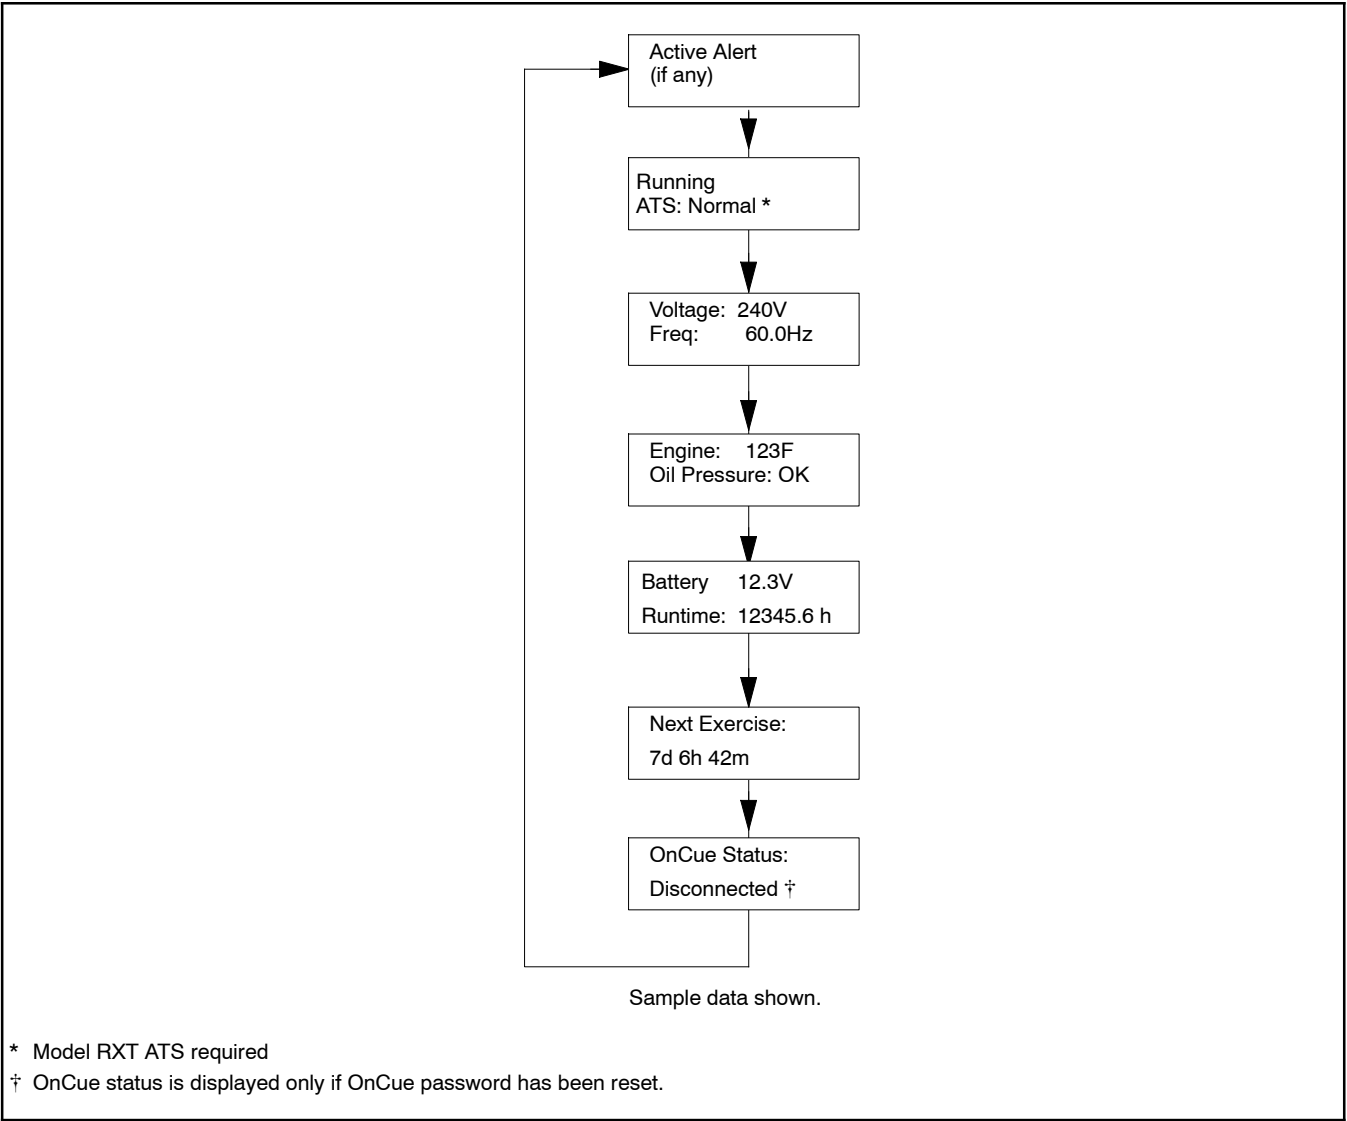 Active Alert
(if any)
Running
ATS: Normal *
Voltage: 240V
Freq: 60.0Hz
Engine: 123F
Oil Pressure: OK
Battery 12.3V
Runtime: 12345.6 h
Next Exercise:
7d 6h 42m
OnCue Status:
Disconnected †
Sample data shown.
* Model RXT ATS required
† OnCue status is displayed only if OnCue password has been reset.